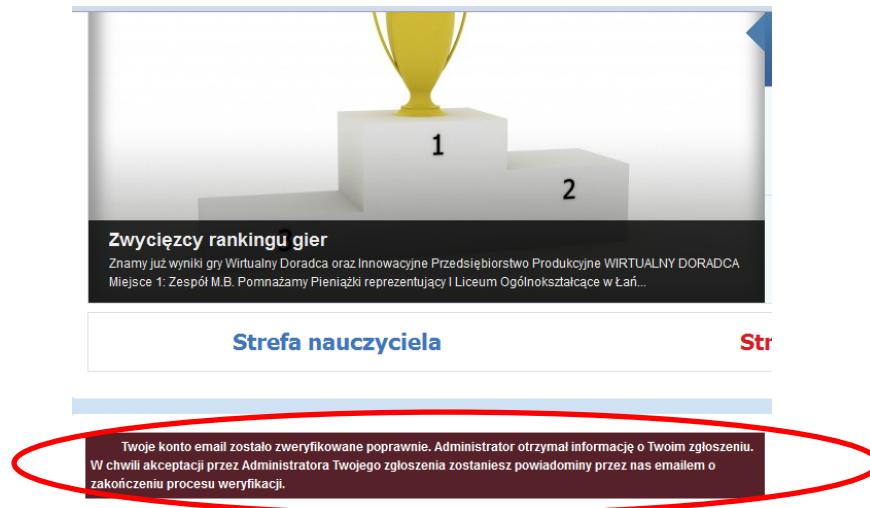 1
2
3
Zwycięzcy rankingu gier
Znamy już wyniki gry Wirtualny Doradca oraz Innowacyjne Przedsiębiorstwo Produkcyjne WIRTUALNY DORADCA
Miejsce 1: Zespół M.B. Pomnażamy Pieniążki reprezentujący I Liceum Ogólnokształcące w Łań...
Strefa nauczyciela
Str
Twoje konto email zostało zweryfikowane poprawnie. Administrator otrzymał informację o Twoim zgłoszeniu.
W chwili akceptacji przez Administratora Twojego zgłoszenia zostaniesz powiadominy przez nas emailem o
zakończeniu procesu weryfikacji.